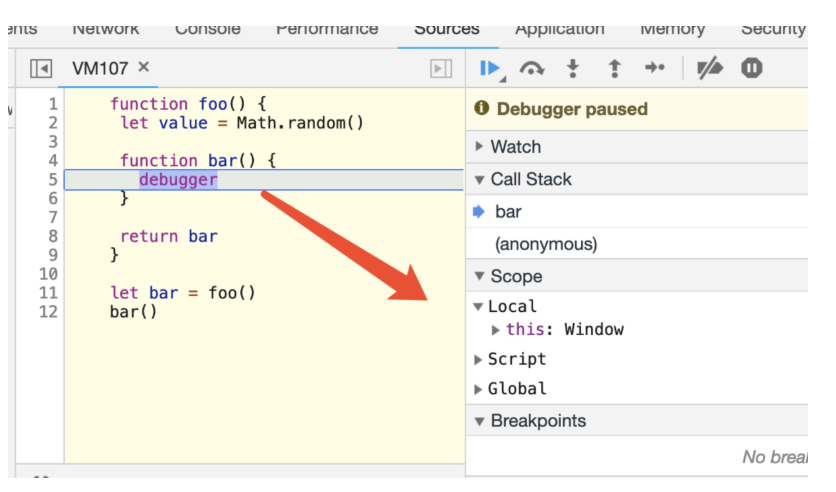 Network Console Performance Sources Application Memory Security
VM107 ×
1 function foo() {
2 let value = Math.random()
3
4 function bar() {
5 debugger
6 }
7
8 return bar
9 }
10
11 let bar = foo()
12 bar()
Debugger paused
Watch
Call Stack
bar
(anonymous)
Scope
Local
this: Window
Script
Global
Breakpoints
No